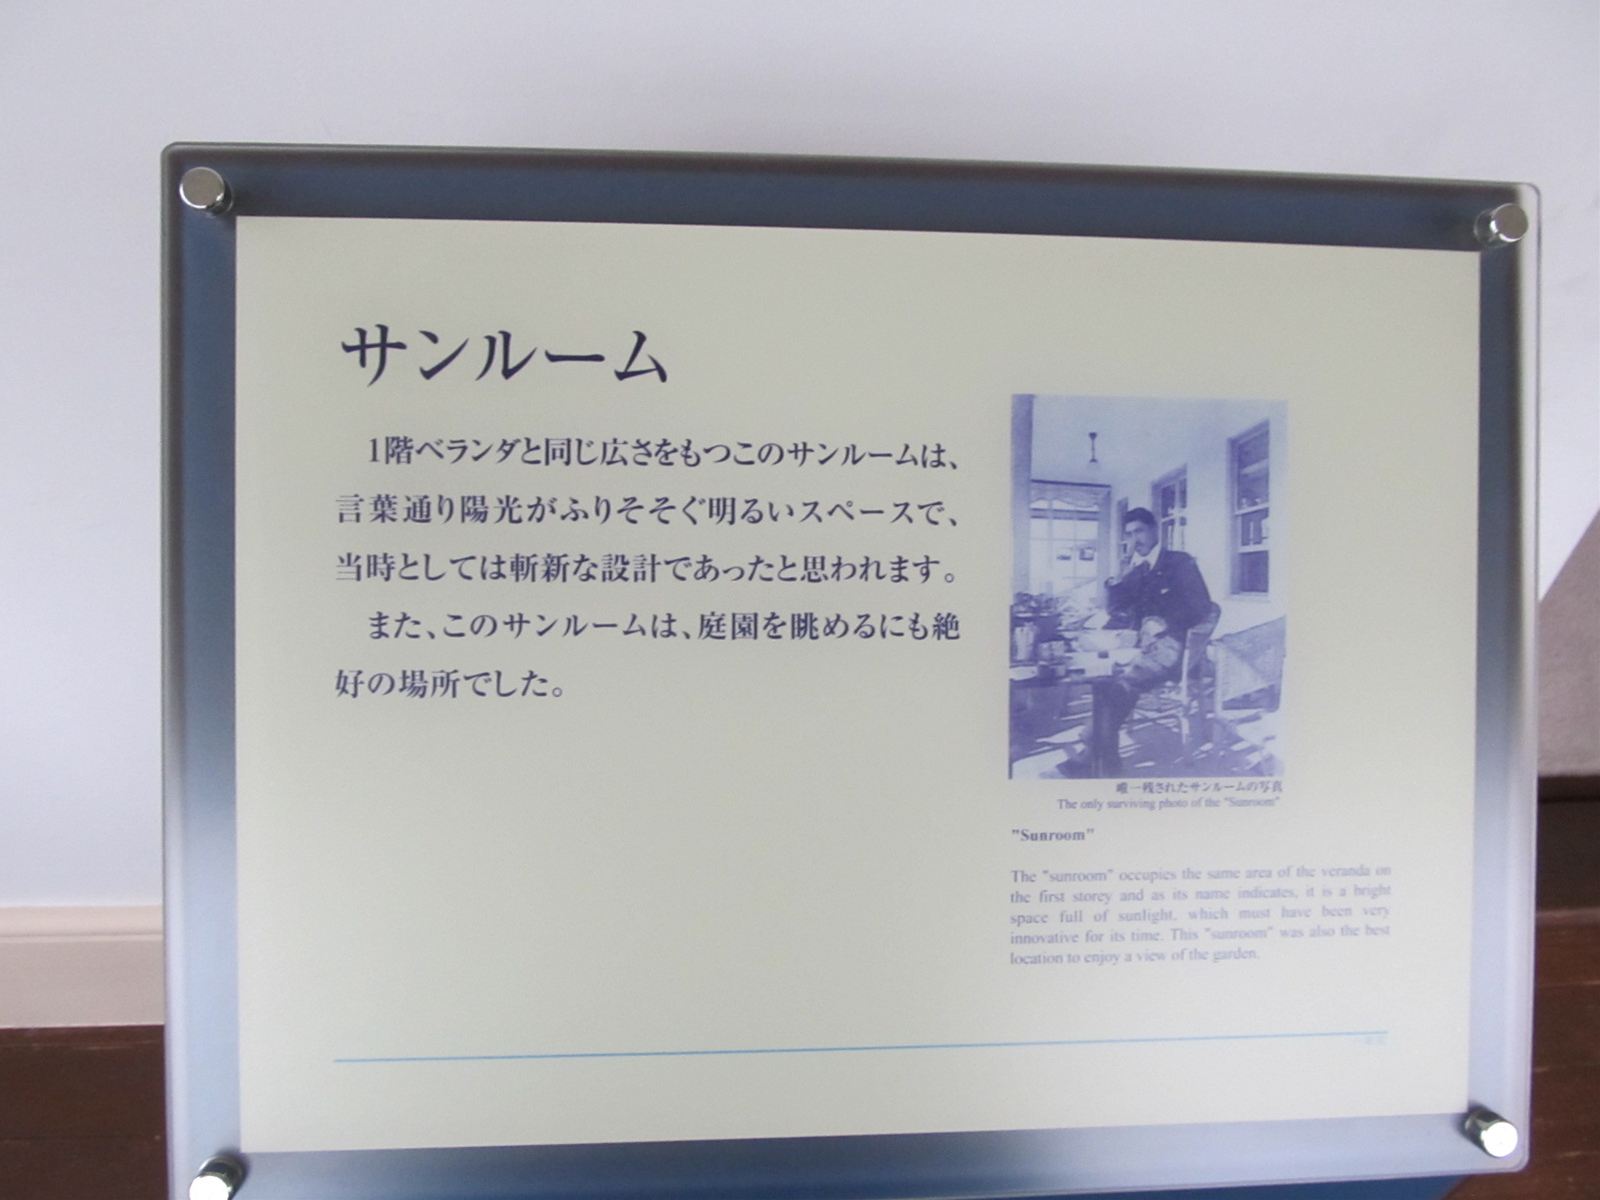 サンルーム
1階ベランダと同じ広さをもつこのサンルームは、
言葉通り陽光がふりそそぐ明るいスペースで、
当時としては斬新な設計であったと思われます。
また、このサンルームは、庭園を眺めるにも絶
好の場所でした。
唯一残されたサンルームの写真
The only surviving photo of the "Sunroom"
"Sunroom"
The "sunroom" occupies the same area of the veranda on
the first storey and as its name indicates, it is a bright
space full of sunlight, which must have been very
innovative for its time. This "sunroom" was also the best
location to enjoy a view of the garden.